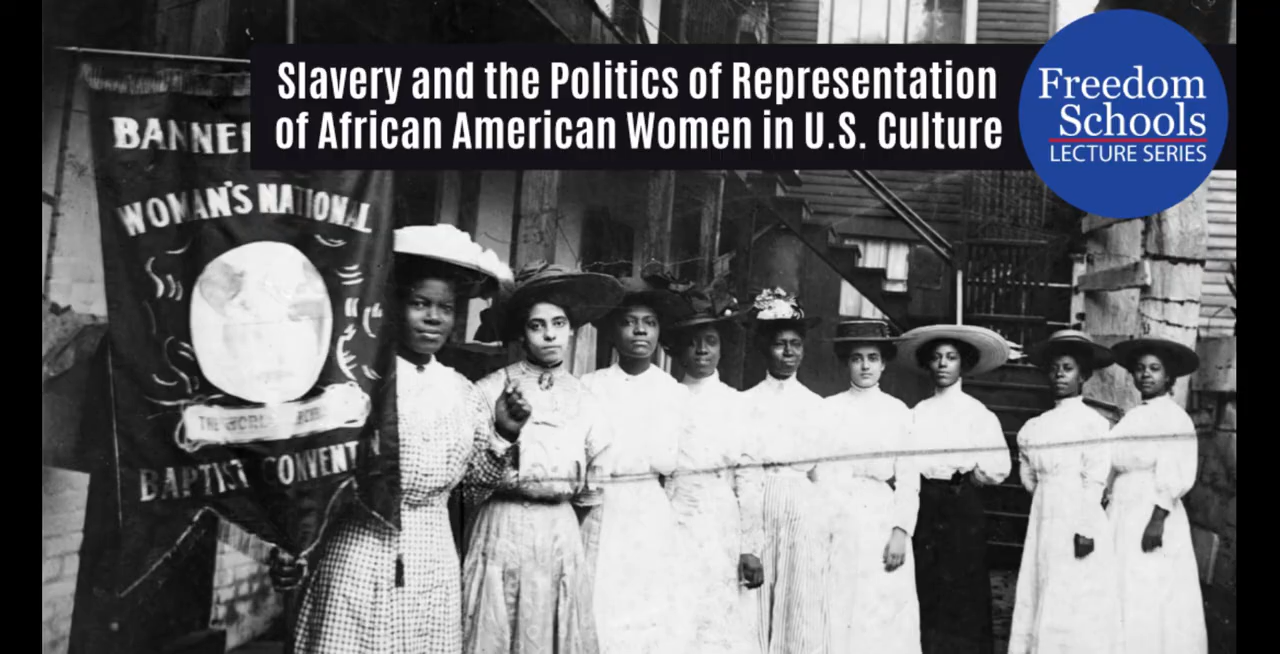 Slavery and the Politics of Representation
of African American Women in U.S. Culture
Freedom
Schools
LECTURE SERIES
WOMAN'S NATIONAL
BAPTIST CONVENT